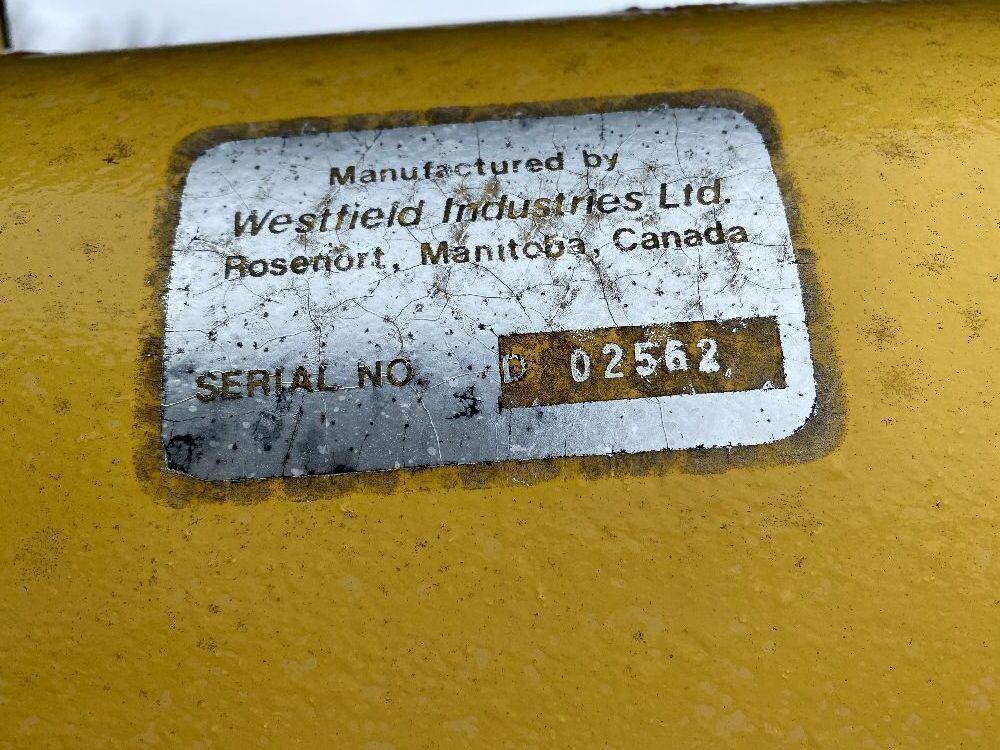 Manufactured by
Westfield Industries Ltd.
Rosenort, Manitoba, Canada
SERIAL NO. D 02562